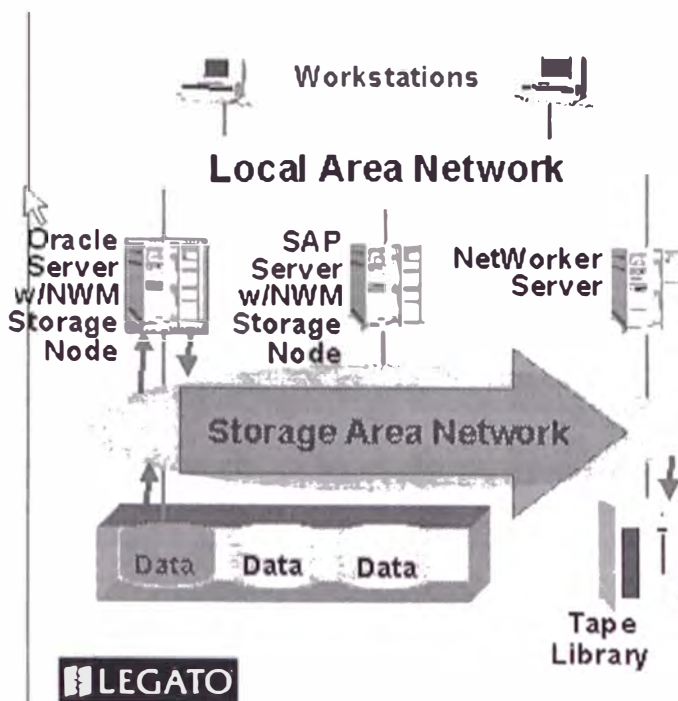 Workstations
Local Area Network
Oracle
Server
w/NWM
Storage
Node
SAP
Server
w/NWM
Storage
Node
NetWorker
Server
Storage Area Network
Data
Data
Data
Tape
Library
LEGATO